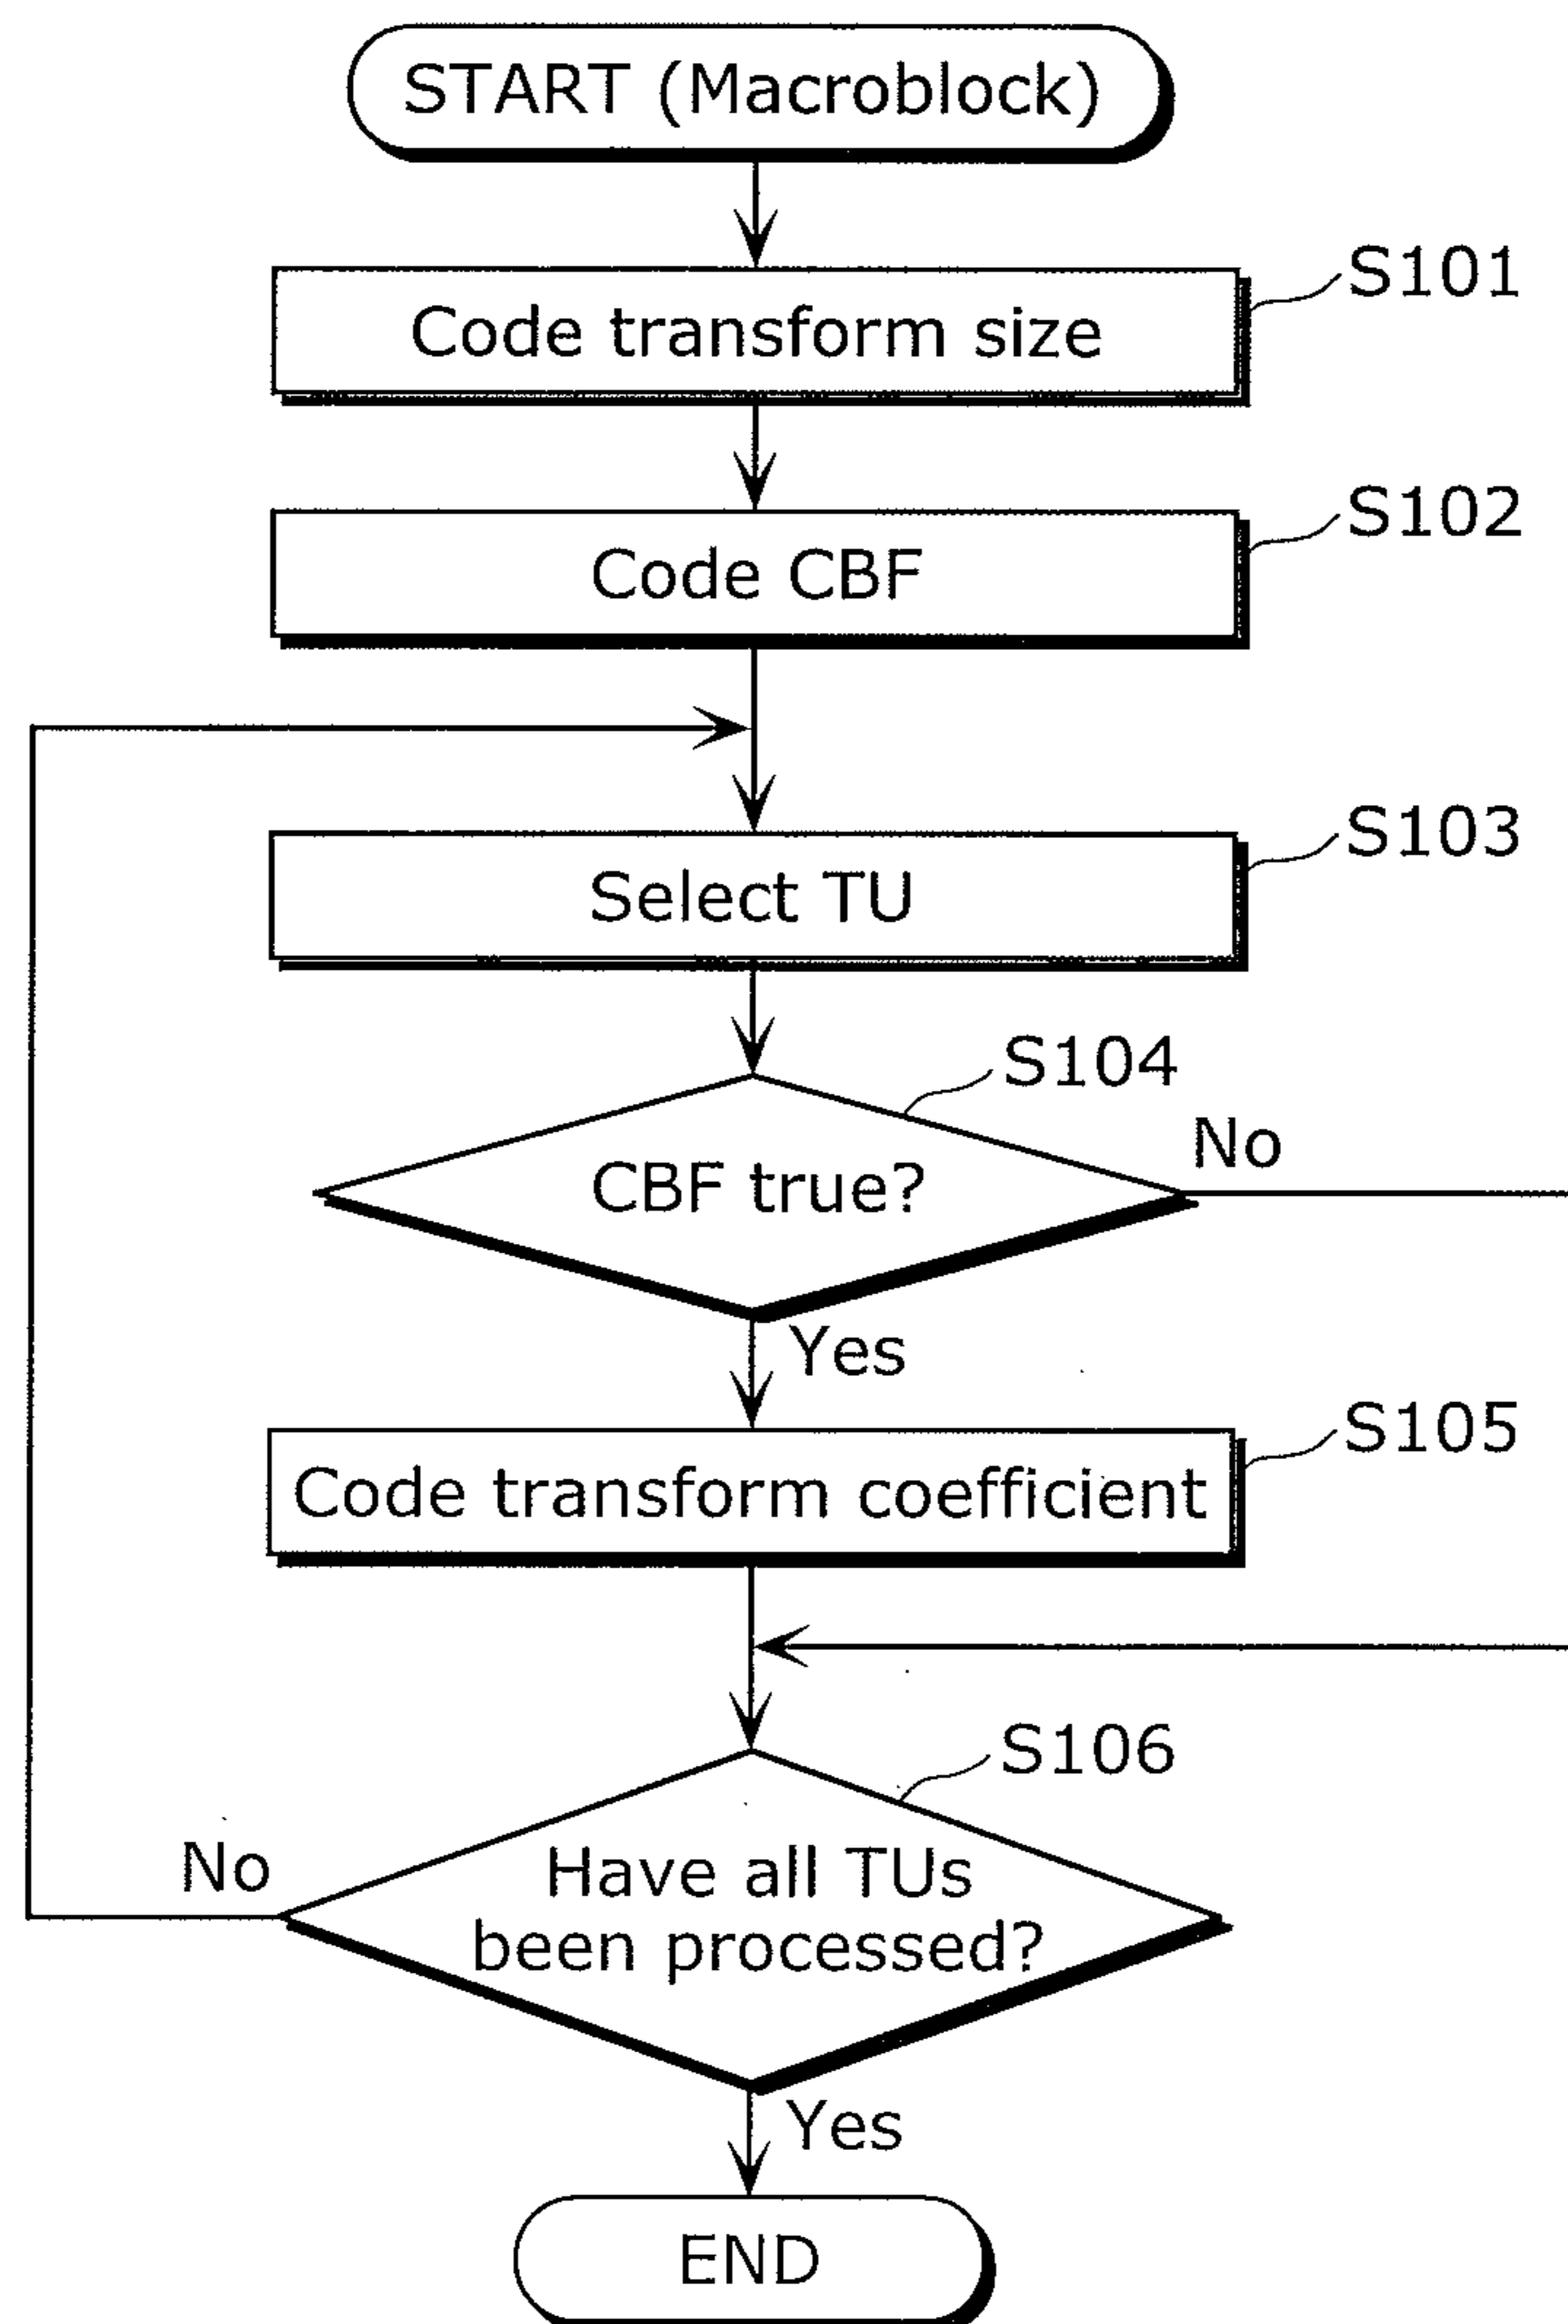 START (Macroblock)
S101
Code transform size
S102
Code CBF
S103
Select TU
S104
No
CBF true?
Yes
S105
Code transform coefficient
S106
No
Have all TUs
been processed?
Yes
END